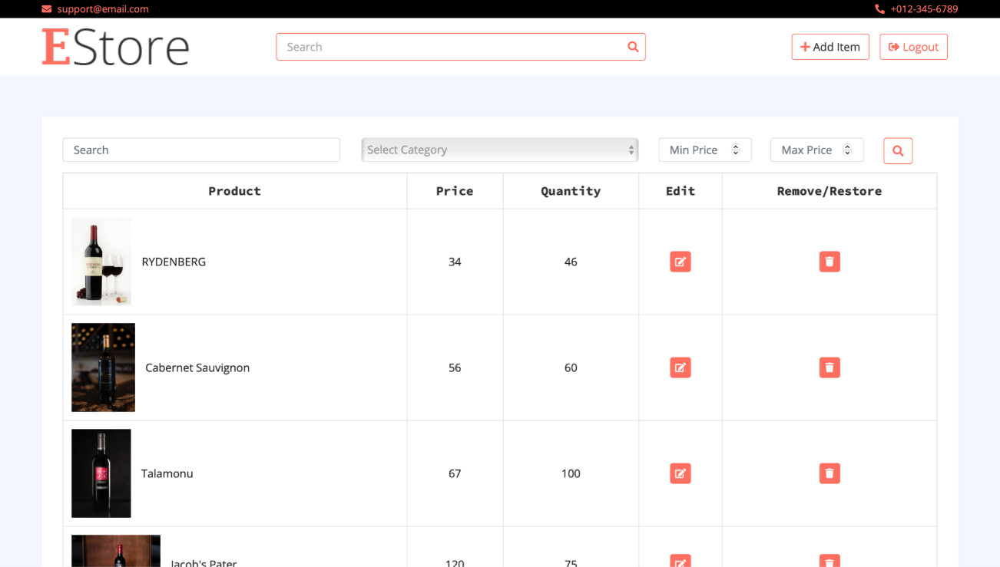 support@email.com
+012-345-6789
EStore
Search
Add Item
Logout
Search
Select Category
Min Price
Max Price
Product
Price
Quantity
Edit
Remove/Restore
RYDENBERG
34
46
Cabernet Sauvignon
56
60
Talamonu
67
100
Jacob's Pater
120
75